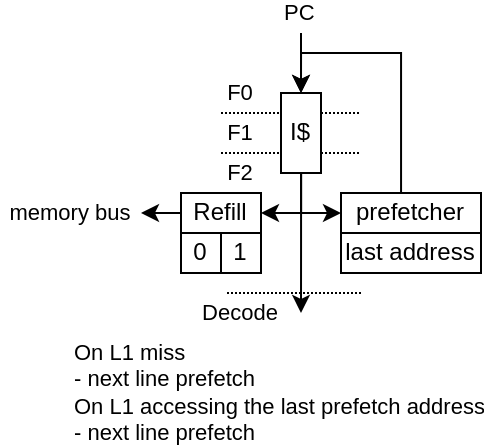 PC
F0
F1
I$
F2
memory bus
Refill
prefetcher
0
1
last address
Decode
On L1 miss
- next line prefetch
On L1 accessing the last prefetch address
- next line prefetch